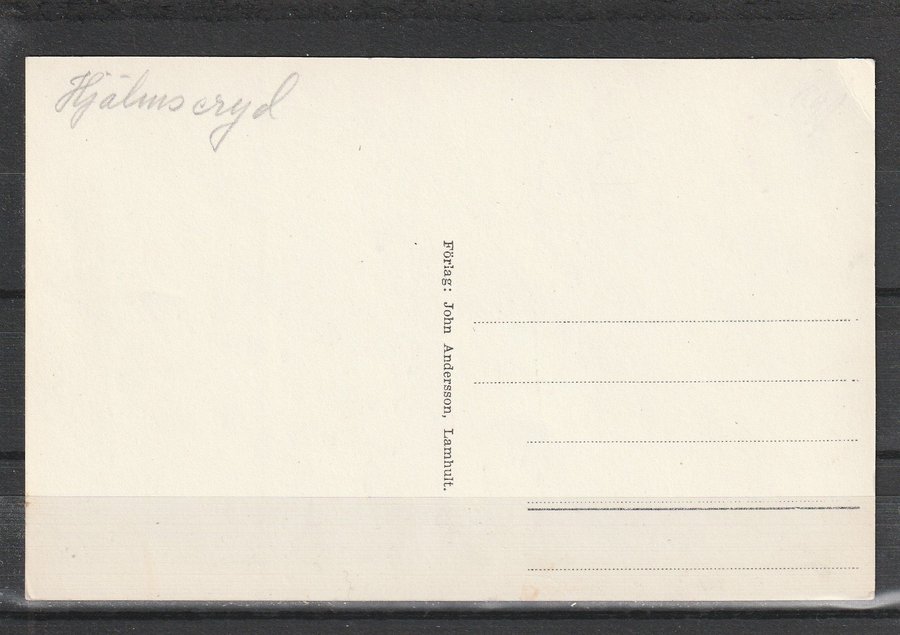 Hjälmseryd
Förlag: John Andersson, Lamhult.